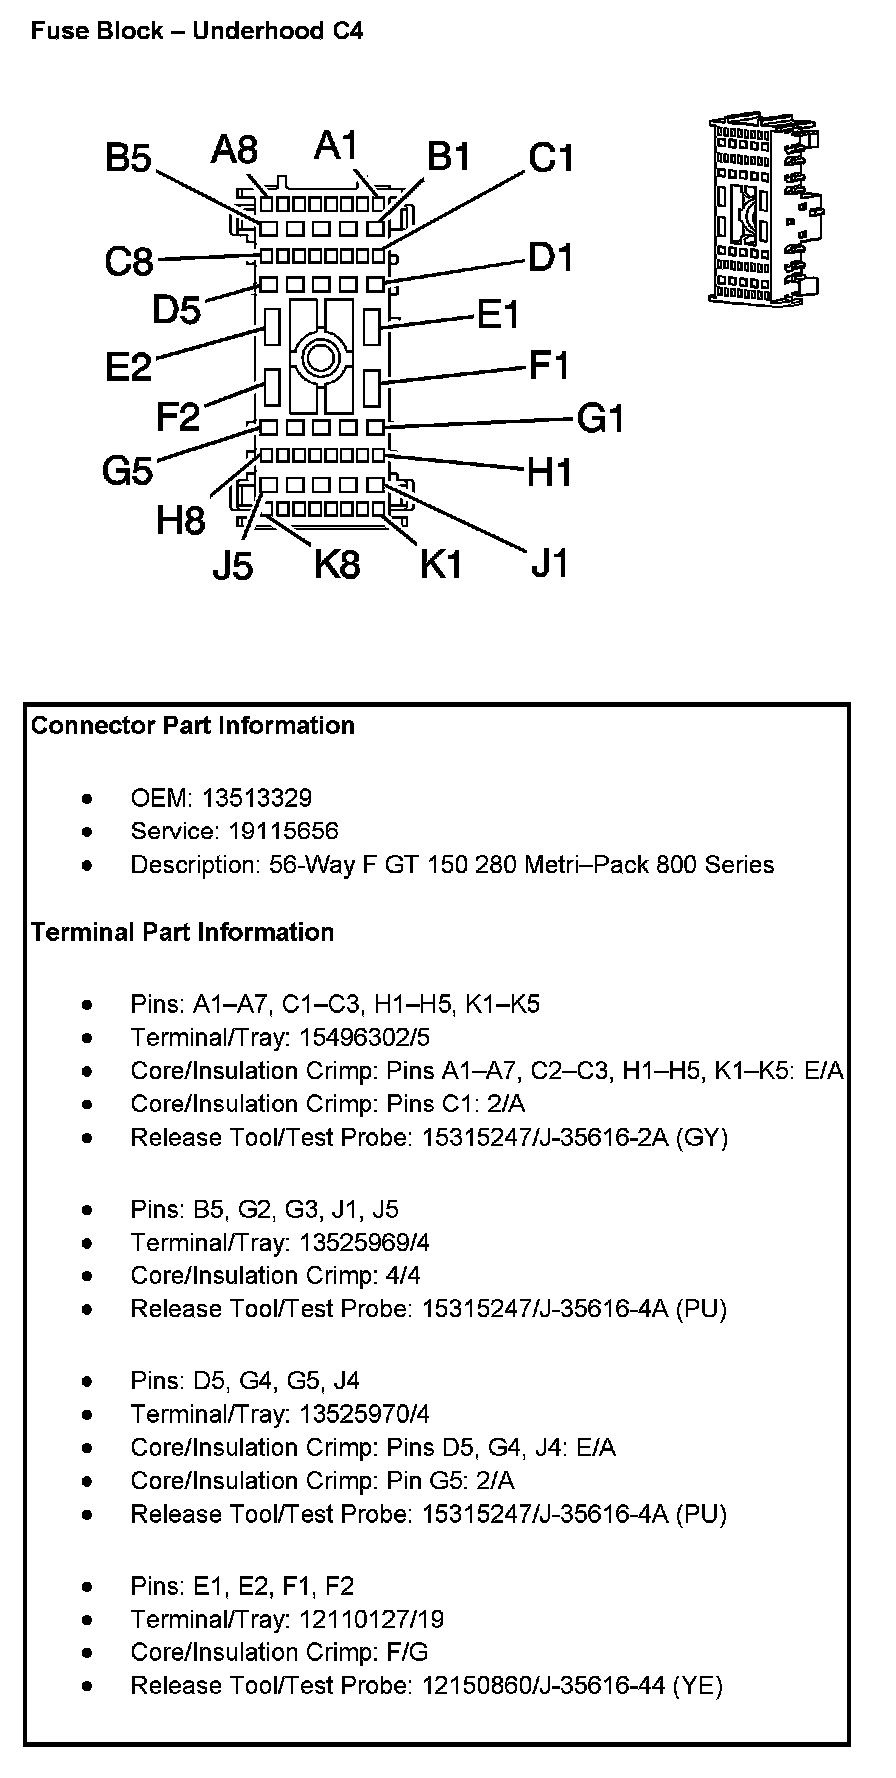 Fuse Block – Underhood C4
B5 A8 A1 B1 C1
C8 D1
D5 E1
E2 F1
F2 G1
G5 H1
H8
J5 K8 K1 J1
Connector Part Information
• OEM: 13513329
• Service: 19115656
• Description: 56-Way F GT 150 280 Metri–Pack 800 Series
Terminal Part Information
• Pins: A1–A7, C1–C3, H1–H5, K1–K5
• Terminal/Tray: 15496302/5
• Core/Insulation Crimp: Pins A1–A7, C2–C3, H1–H5, K1–K5: E/A
• Core/Insulation Crimp: Pins C1: 2/A
• Release Tool/Test Probe: 15315247/J-35616-2A (GY)
• Pins: B5, G2, G3, J1, J5
• Terminal/Tray: 13525969/4
• Core/Insulation Crimp: 4/4
• Release Tool/Test Probe: 15315247/J-35616-4A (PU)
• Pins: D5, G4, G5, J4
• Terminal/Tray: 13525970/4
• Core/Insulation Crimp: Pins D5, G4, J4: E/A
• Core/Insulation Crimp: Pin G5: 2/A
• Release Tool/Test Probe: 15315247/J-35616-4A (PU)
• Pins: E1, E2, F1, F2
• Terminal/Tray: 12110127/19
• Core/Insulation Crimp: F/G
• Release Tool/Test Probe: 12150860/J-35616-44 (YE)